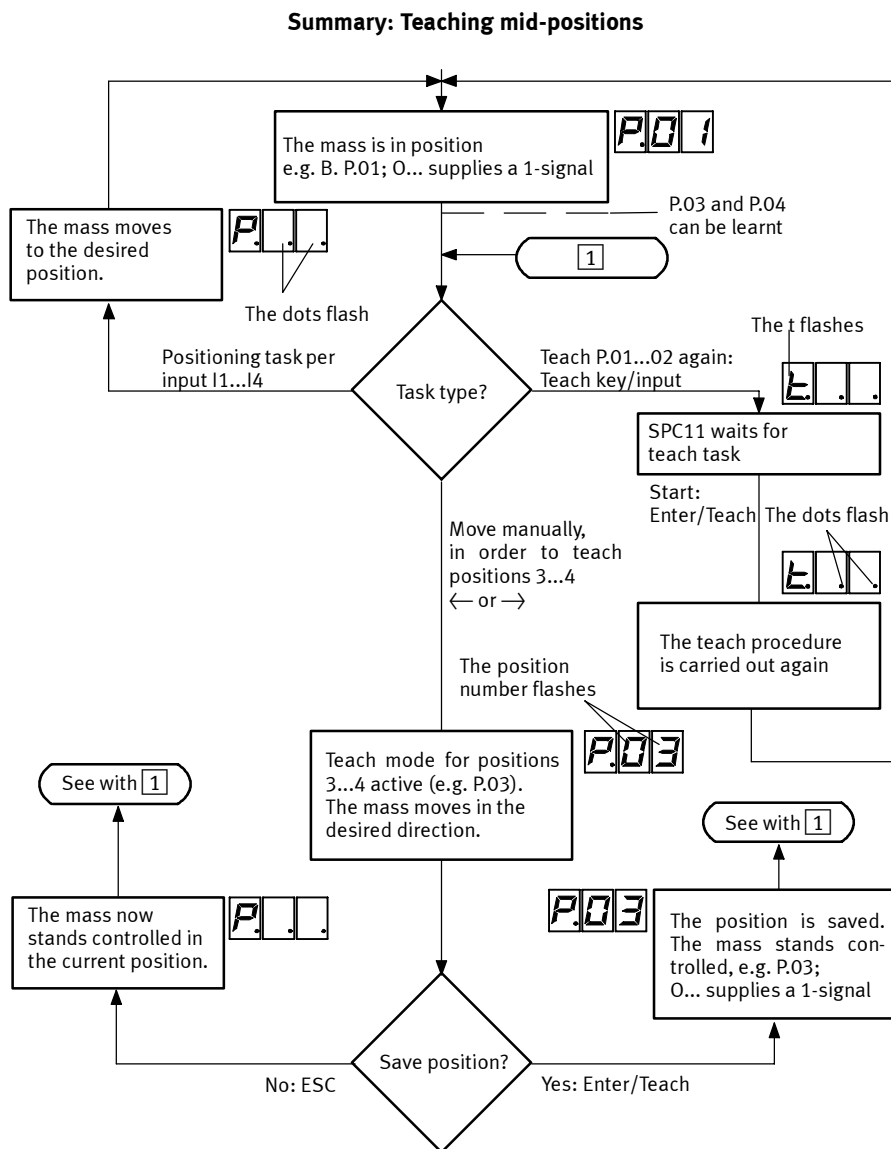 Summary: Teaching mid-positions
The mass is in position
e.g. B. P.01; O... supplies a 1-signal
P.01
P.03 and P.04
can be learnt
1
The mass moves
to the desired
position.
P. . .
The dots flash
Positioning task per
input I1...I4
Task type?
Teach P.01...02 again:
Teach key/input
The t flashes
t. . .
SPC11 waits for
teach task
Start:
Enter/Teach
The dots flash
t. . .
The teach procedure
is carried out again
Move manually,
in order to teach
positions 3...4
← or →
The position
number flashes
P.03
Teach mode for positions
3...4 active (e.g. P.03).
The mass moves in the
desired direction.
See with 1
The mass now
stands controlled in
the current position.
P. . .
See with 1
P.03
The position is saved.
The mass stands con-
trolled, e.g. P.03;
O... supplies a 1-signal
Save position?
No: ESC
Yes: Enter/Teach